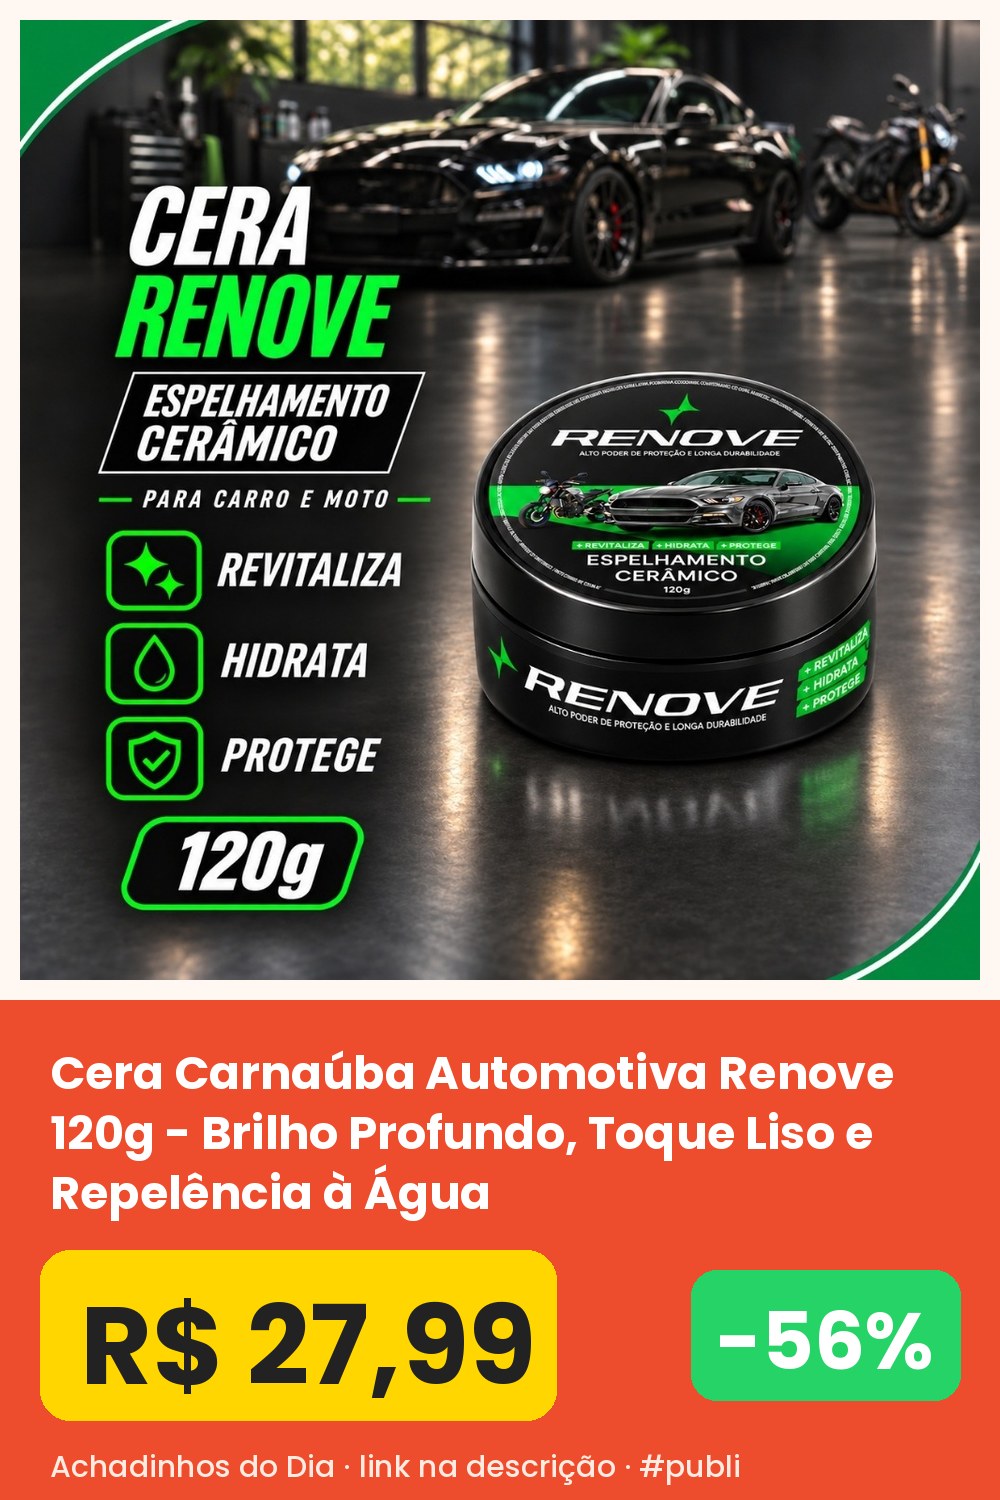 CERA
RENOVE
ESPELHAMENTO
CERÂMICO
PARA CARRO E MOTO
REVITALIZA
HIDRATA
PROTEGE
120g
RENOVE
ALTO PODER DE PROTEÇÃO E LONGA DURABILIDADE
+ REVITALIZA + HIDRATA + PROTEGE
ESPELHAMENTO
CERÂMICO
120g
RENOVE
ALTO PODER DE PROTEÇÃO E LONGA DURABILIDADE
+ REVITALIZA
+ HIDRATA
+ PROTEGE
Cera Carnaúba Automotiva Renove
120g - Brilho Profundo, Toque Liso e
Repelência à Água
R$ 27,99
-56%
Achadinhos do Dia · link na descrição · #publi